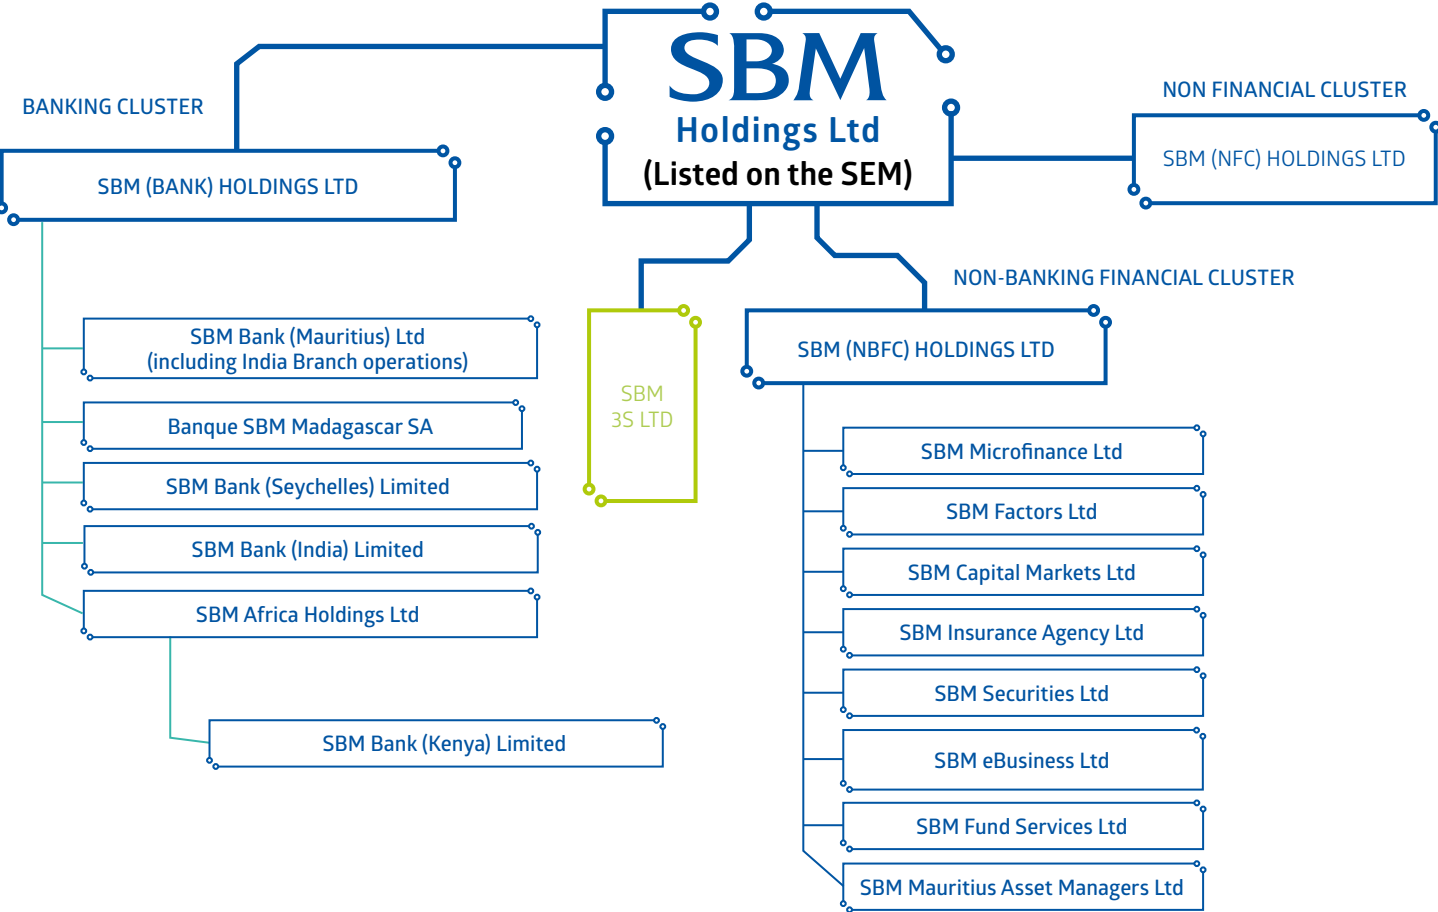 SBM
Holdings Ltd
(Listed on the SEM)
BANKING CLUSTER
SBM (BANK) HOLDINGS LTD
SBM Bank (Mauritius) Ltd
(including India Branch operations)
Banque SBM Madagascar SA
SBM Bank (Seychelles) Limited
SBM Bank (India) Limited
SBM Africa Holdings Ltd
SBM Bank (Kenya) Limited
SBM
3S LTD
NON FINANCIAL CLUSTER
SBM (NFC) HOLDINGS LTD
NON-BANKING FINANCIAL CLUSTER
SBM (NBFC) HOLDINGS LTD
SBM Microfinance Ltd
SBM Factors Ltd
SBM Capital Markets Ltd
SBM Insurance Agency Ltd
SBM Securities Ltd
SBM eBusiness Ltd
SBM Fund Services Ltd
SBM Mauritius Asset Managers Ltd